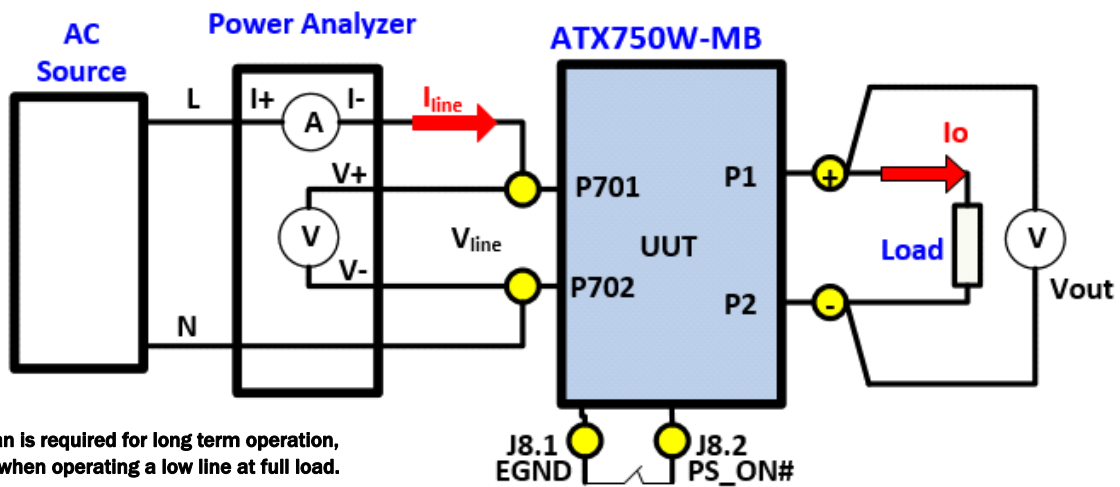 AC
Source
Power Analyzer
ATX750W-MB
L
I+
A
I-
Iline
V+
V
V-
Vline
N
P701
P702
UUT
P1
P2
+
-
Io
Load
V
Vout
J8.1
EGND
J8.2
PS_ON#
is required for long term operation,
when operating a low line at full load.